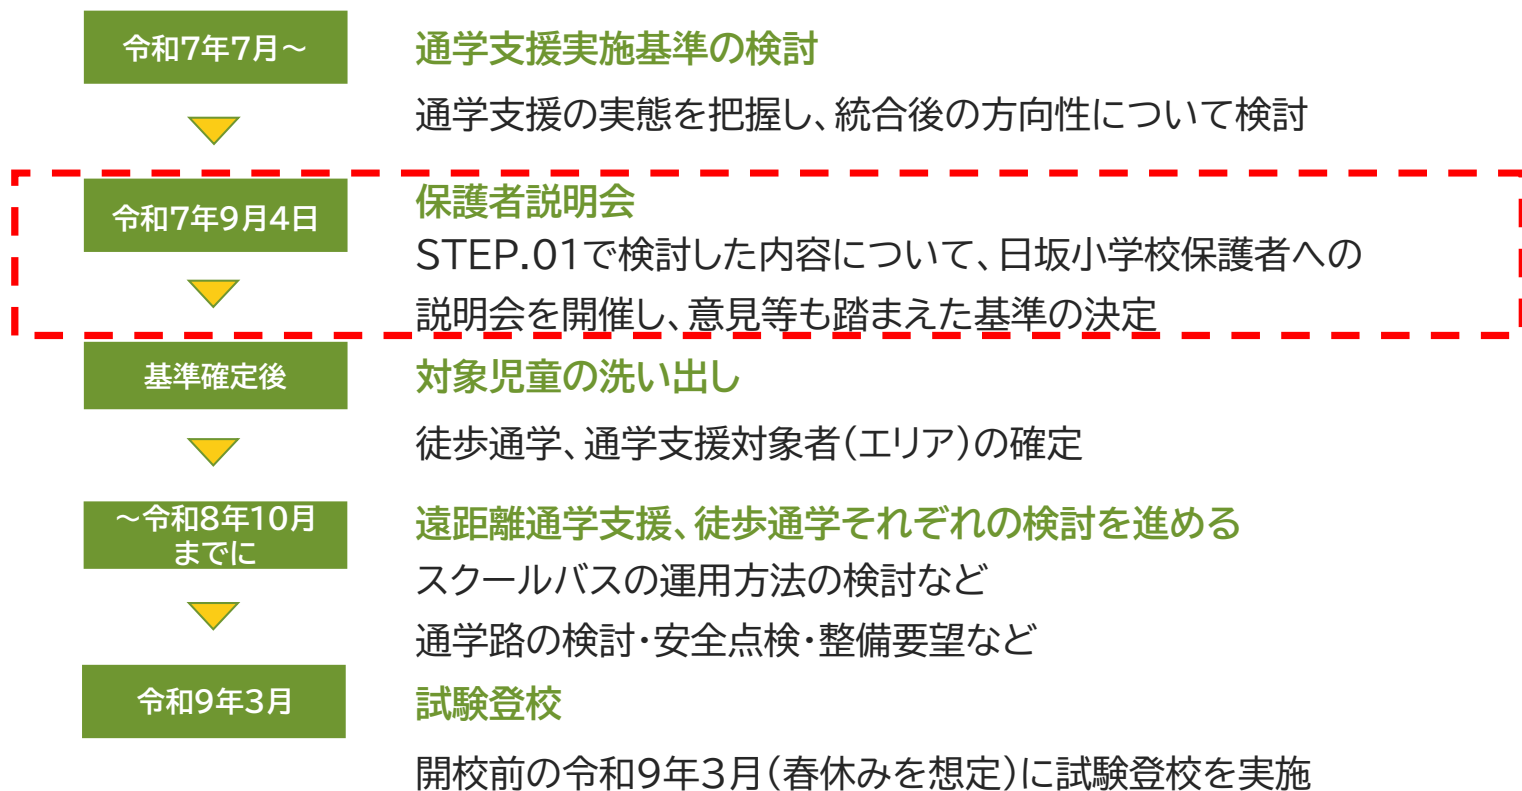 令和7年7月～
通学支援実施基準の検討
通学支援の実態を把握し、統合後の方向性について検討
令和7年9月4日
保護者説明会
STEP.01で検討した内容について、日坂小学校保護者への
説明会を開催し、意見等も踏まえた基準の決定
基準確定後
対象児童の洗い出し
徒歩通学、通学支援対象者(エリア)の確定
～令和8年10月
までに
遠距離通学支援、徒歩通学それぞれの検討を進める
スクールバスの運用方法の検討など
通学路の検討・安全点検・整備要望など
令和9年3月
試験登校
開校前の令和9年3月(春休みを想定)に試験登校を実施